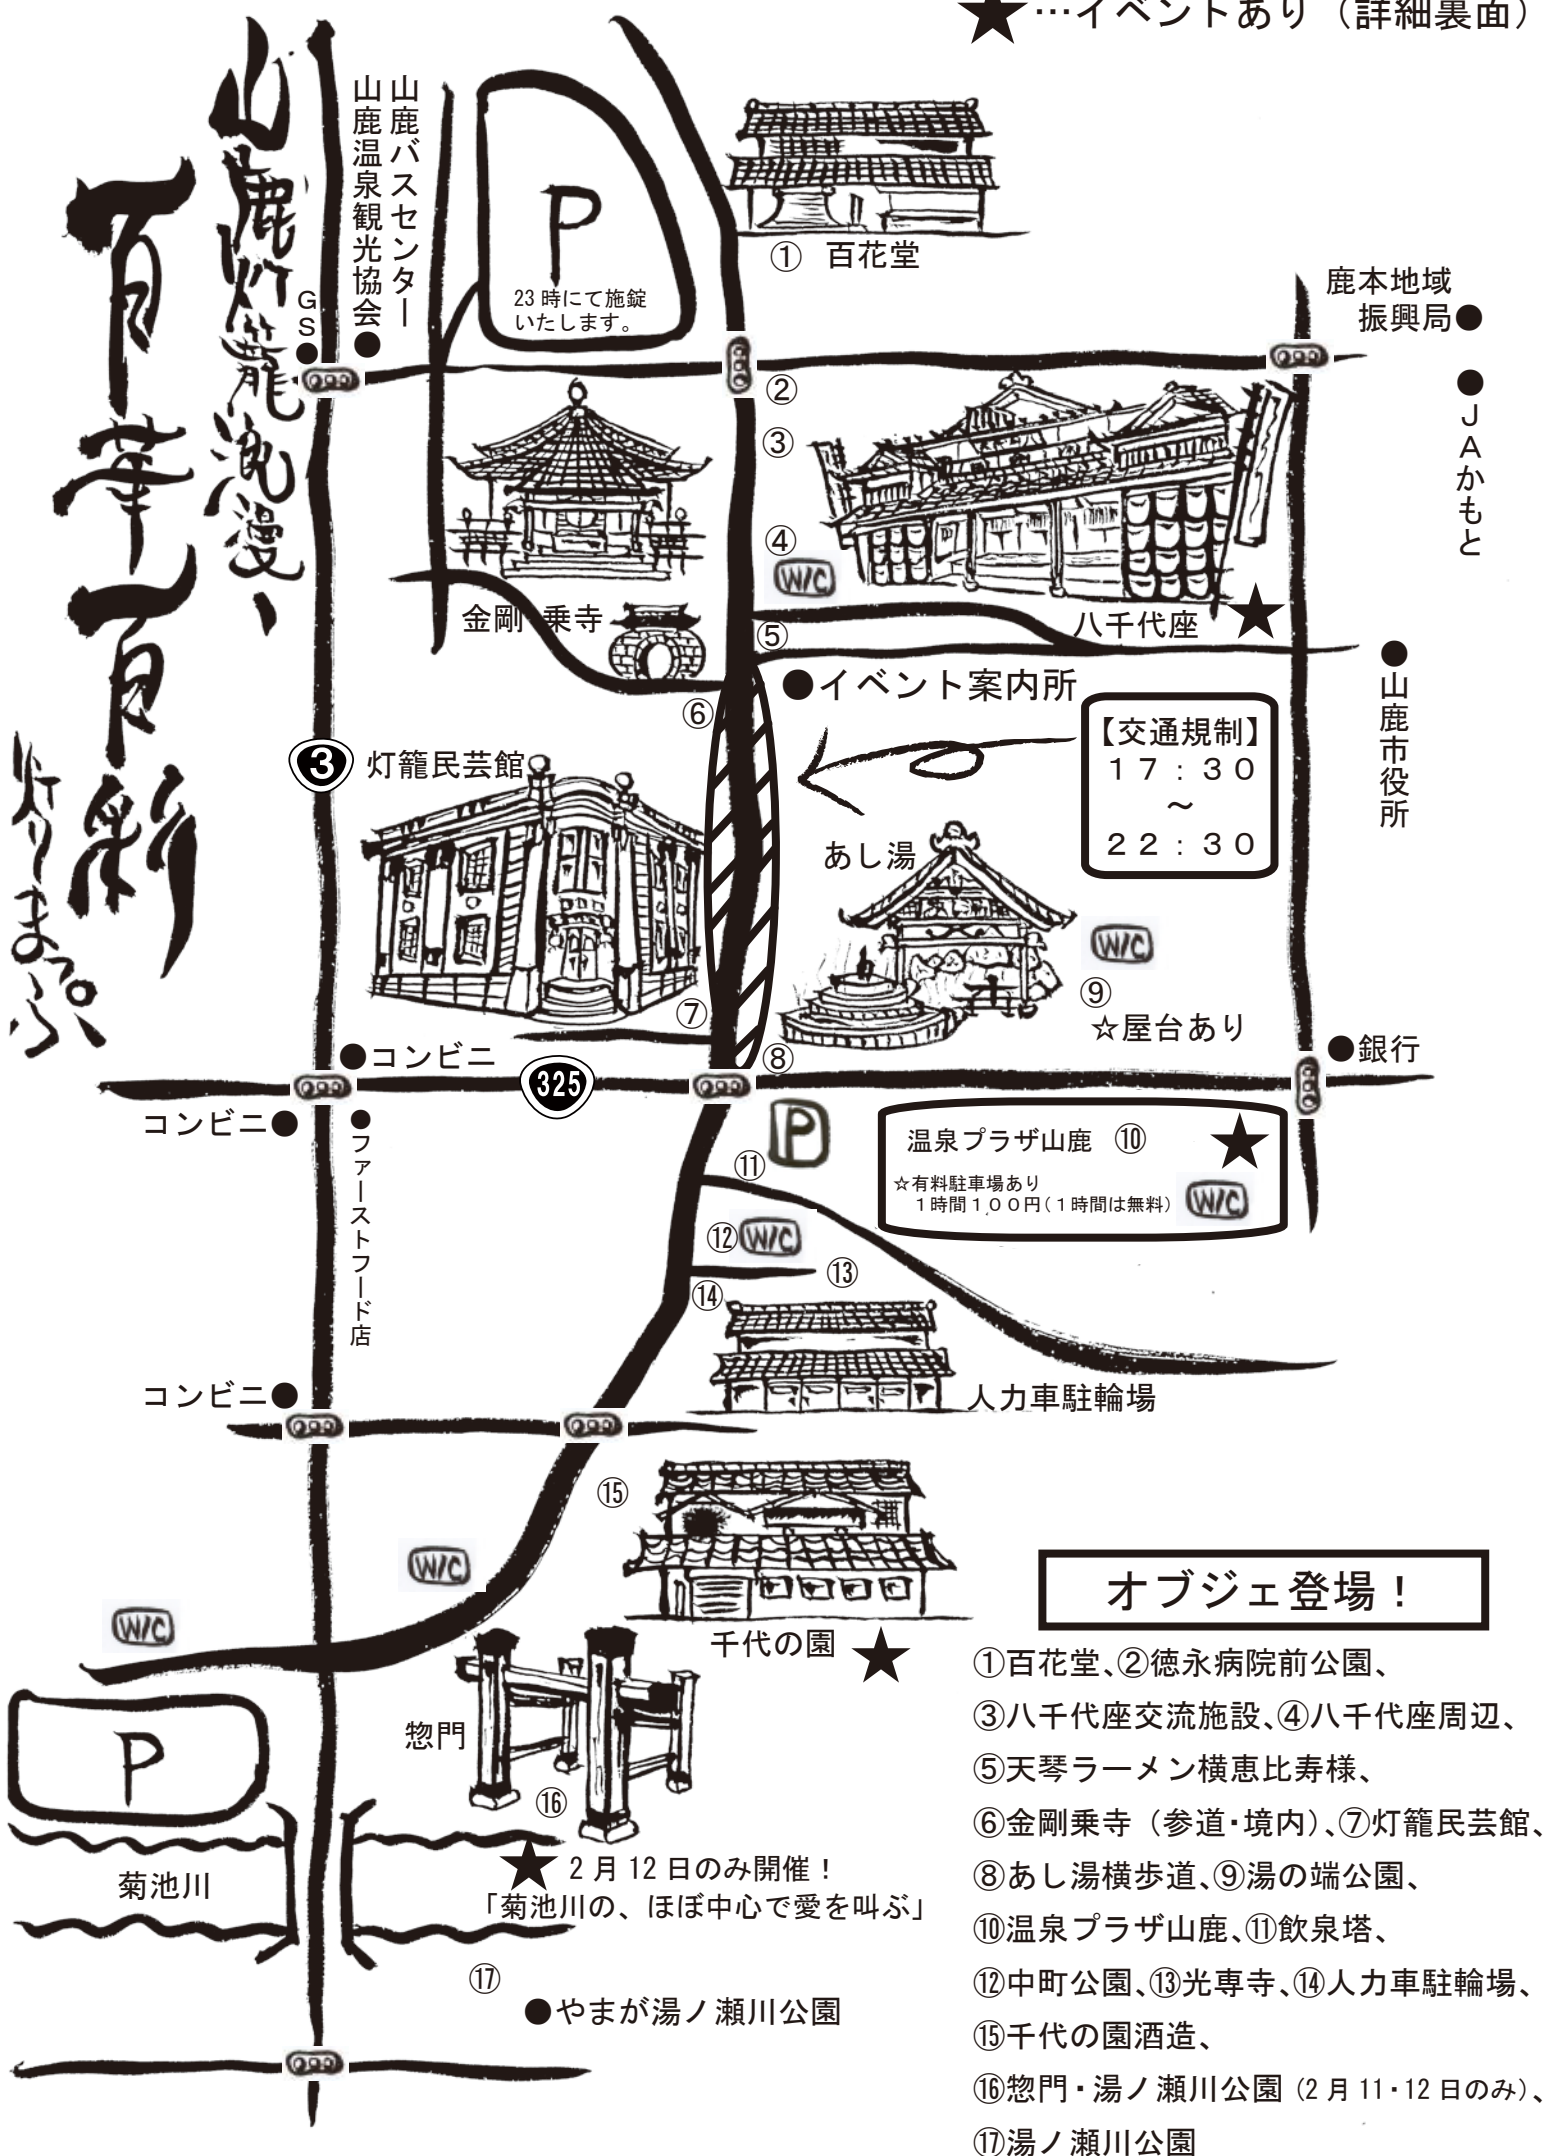 ★…イベントあり（詳細裏面）
山鹿灯籠浪漫、
百華百彩
灯りまっぷ
GS
山鹿温泉観光協会
山鹿バスセンター
P
23時にて施錠
いたします。
① 百花堂
鹿本地域
振興局
JAかもと
②
③
④
W/C
八千代座 ★
金剛乗寺
⑤
●イベント案内所
⑥
山鹿市役所
【交通規制】
17：30
～
22：30
3
灯籠民芸館
あし湯
あし湯
W/C
⑨
☆屋台あり
⑦
⑧
●コンビニ
325
●銀行
コンビニ●
ファーストフード店
P
温泉プラザ山鹿 ⑩ ★
☆有料駐車場あり
1時間100円（1時間は無料）
W/C
⑪
⑫ W/C
⑬
⑭
人力車駐輪場
コンビニ●
⑮
W/C
W/C
千代の園 ★
P
惣門
⑯
★ 2月12日のみ開催！
「菊池川の、ほぼ中心で愛を叫ぶ」
菊池川
⑰
●やまが湯ノ瀬川公園
オブジェ登場！
①百花堂、②徳永病院前公園、
③八千代座交流施設、④八千代座周辺、
⑤天琴ラーメン横恵比寿様、
⑥金剛乗寺（参道・境内）、⑦灯籠民芸館、
⑧あし湯横歩道、⑨湯の端公園、
⑩温泉プラザ山鹿、⑪飲泉塔、
⑫中町公園、⑬光専寺、⑭人力車駐輪場、
⑮千代の園酒造、
⑯惣門・湯ノ瀬川公園（2月11・12日のみ）、
⑰湯ノ瀬川公園